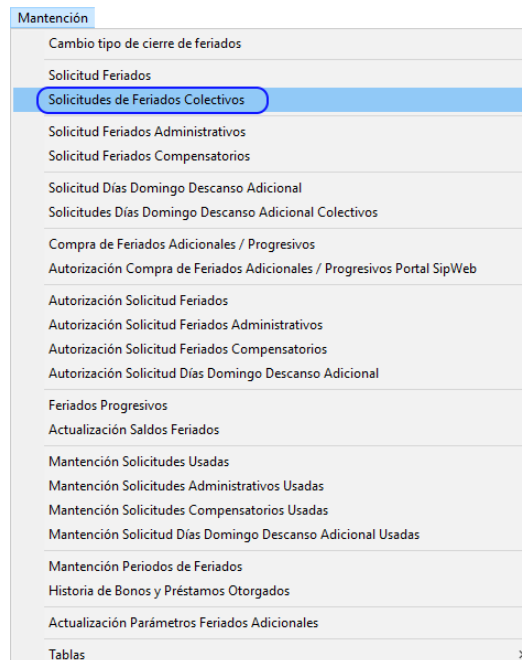 Mantención
Cambio tipo de cierre de feriados
Solicitud Feriados
Solicitudes de Feriados Colectivos
Solicitud Feriados Administrativos
Solicitud Feriados Compensatorios
Solicitud Días Domingo Descanso Adicional
Solicitudes Días Domingo Descanso Adicional Colectivos
Compra de Feriados Adicionales / Progresivos
Autorización Compra de Feriados Adicionales / Progresivos Portal SipWeb
Autorización Solicitud Feriados
Autorización Solicitud Feriados Administrativos
Autorización Solicitud Feriados Compensatorios
Autorización Solicitud Días Domingo Descanso Adicional
Feriados Progresivos
Actualización Saldos Feriados
Mantención Solicitudes Usadas
Mantención Solicitudes Administrativos Usadas
Mantención Solicitudes Compensatorios Usadas
Mantención Solicitud Días Domingo Descanso Adicional Usadas
Mantención Periodos de Feriados
Historia de Bonos y Préstamos Otorgados
Actualización Parámetros Feriados Adicionales
Tablas